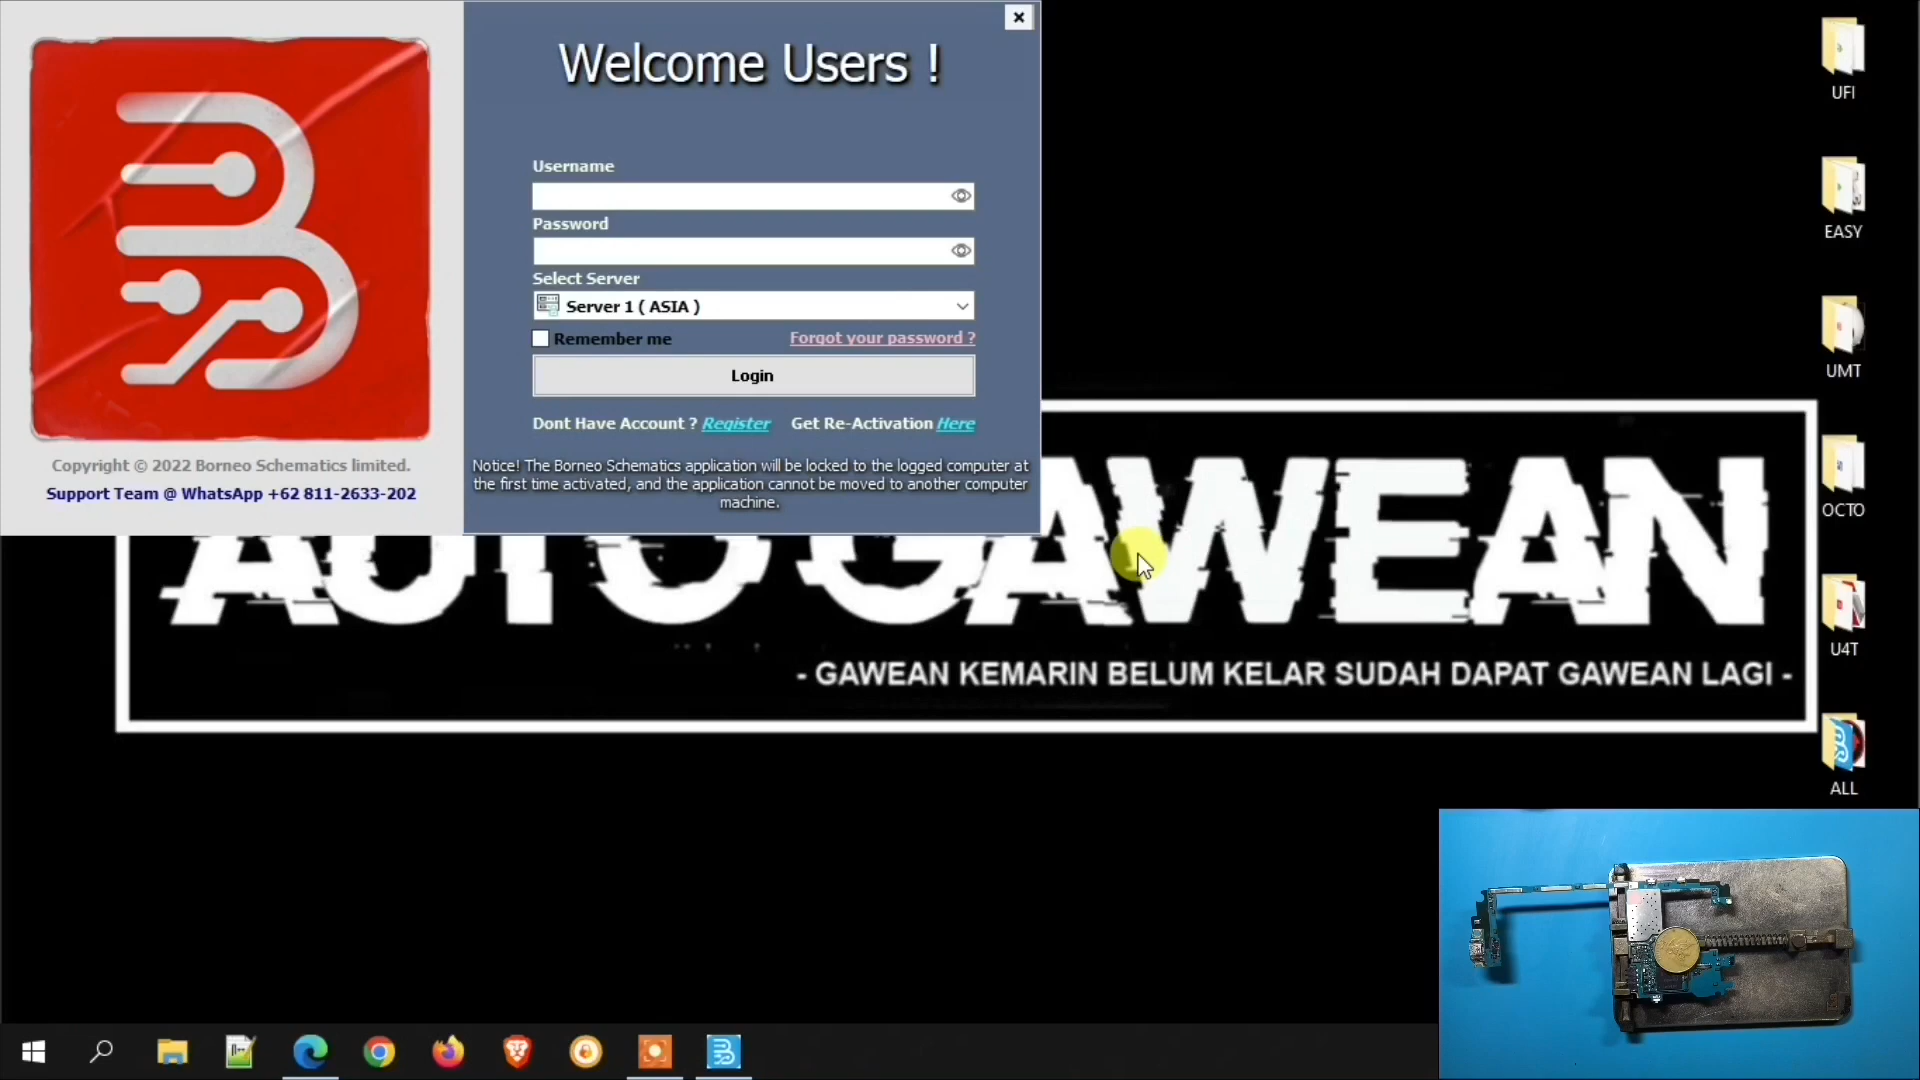 Welcome Users !
Username
Password
Select Server
Server 1 ( ASIA )
Remember me
Forgot your password ?
Login
Dont Have Account ? Register
Get Re-Activation Here
Notice! The Borneo Schematics application will be locked to the logged computer at
the first time activated, and the application cannot be moved to another computer
machine.
Copyright © 2022 Borneo Schematics limited.
Support Team @ WhatsApp +62 811-2633-202
UFI
EASY
UMT
OCTO
U4T
ALL
AUTO GAWEAN
- GAWEAN KEMARIN BELUM KELAR SUDAH DAPAT GAWEAN LAGI -